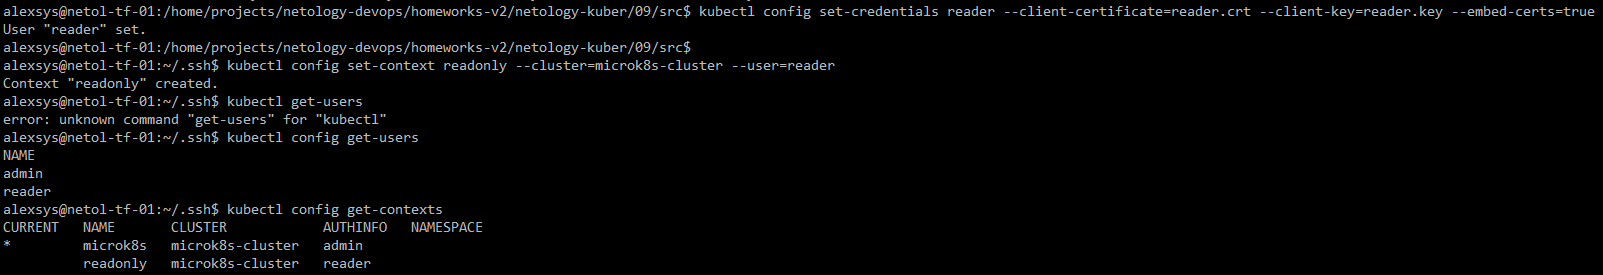 alexsys@netol-tf-01:/home/projects/netology-devops/homeworks-v2/netology-kuber/09/src$ kubectl config set-credentials reader --client-certificate=reader.crt --client-key=reader.key --embed-certs=true
User "reader" set.
alexsys@netol-tf-01:/home/projects/netology-devops/homeworks-v2/netology-kuber/09/src$
alexsys@netol-tf-01:~/.ssh$ kubectl config set-context readonly --cluster=microk8s-cluster --user=reader
Context "readonly" created.
alexsys@netol-tf-01:~/.ssh$ kubectl get-users
error: unknown command "get-users" for "kubectl"
alexsys@netol-tf-01:~/.ssh$ kubectl config get-users
NAME
admin
reader
alexsys@netol-tf-01:~/.ssh$ kubectl config get-contexts
CURRENT   NAME       CLUSTER            AUTHINFO   NAMESPACE
*         microk8s   microk8s-cluster   admin
          readonly   microk8s-cluster   reader